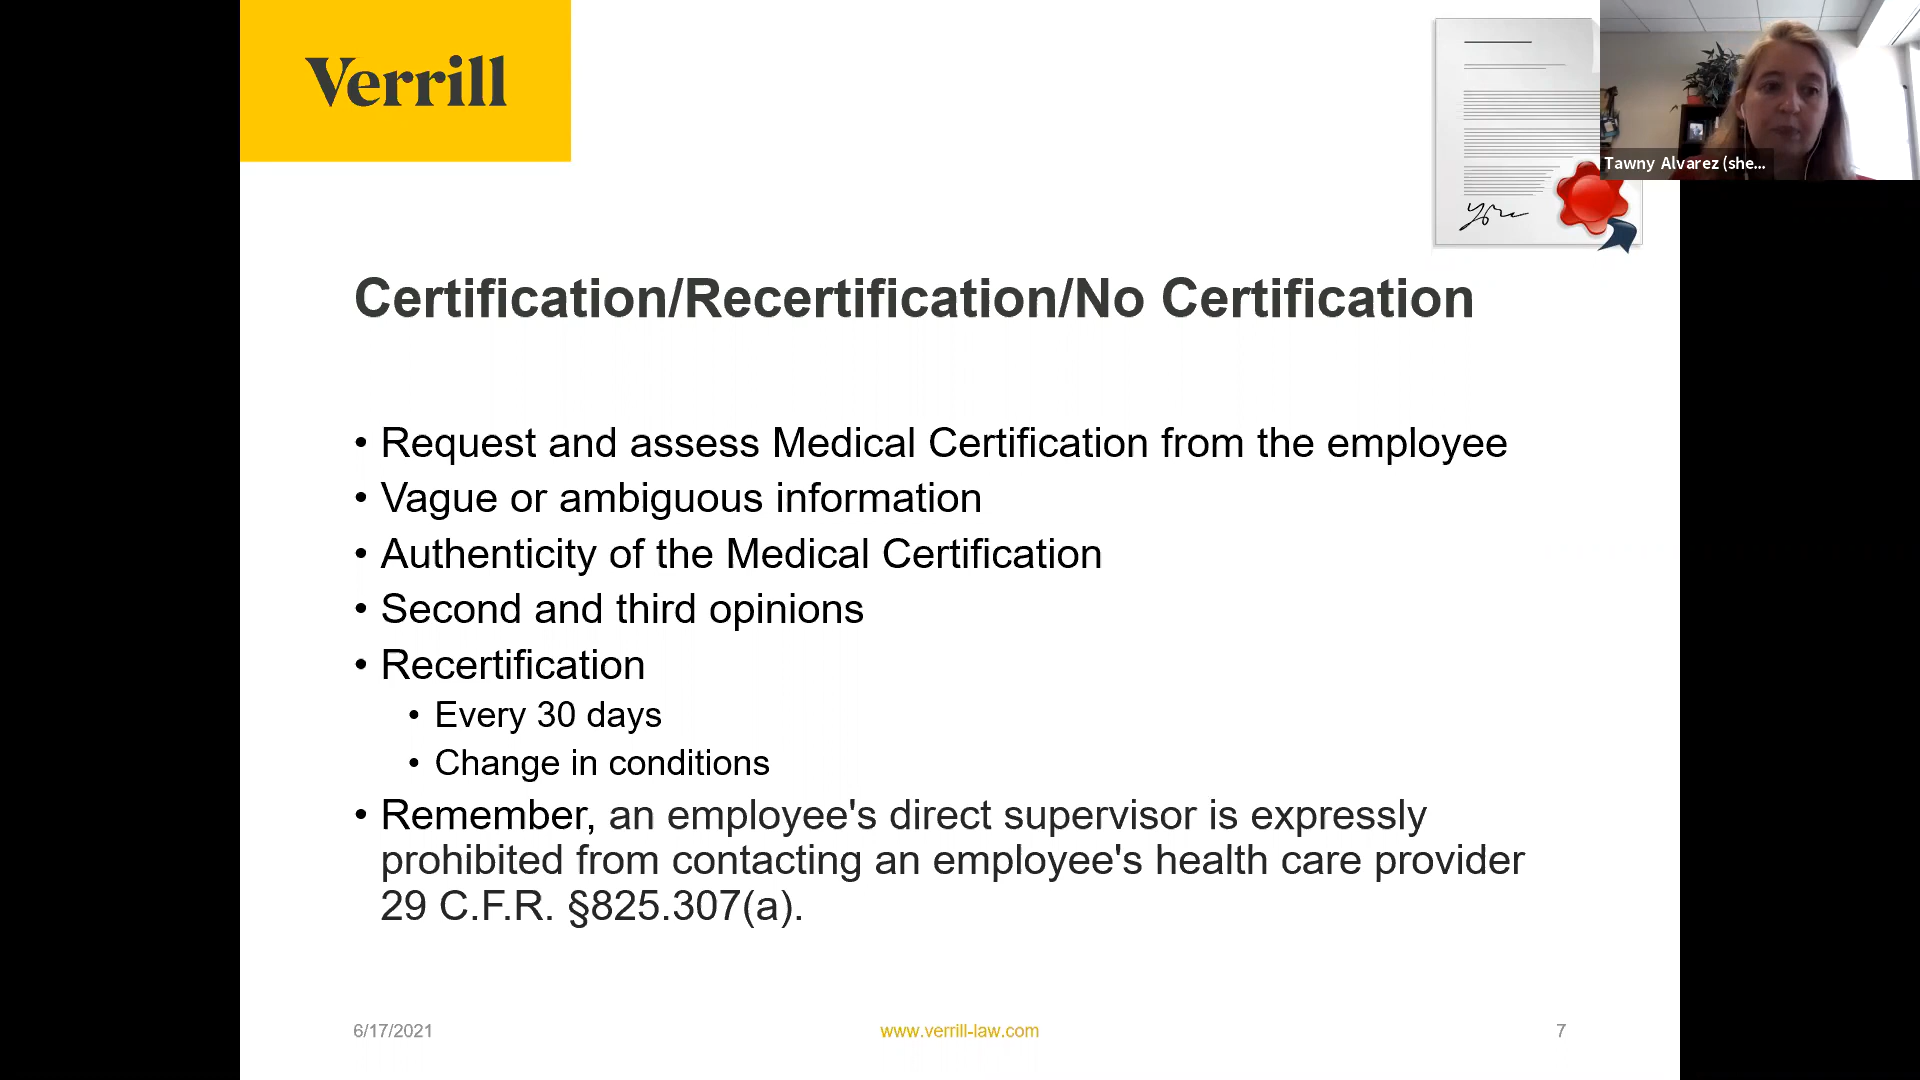 Verrill
Tawny Alvarez (she...
Certification/Recertification/No Certification
• Request and assess Medical Certification from the employee
• Vague or ambiguous information
• Authenticity of the Medical Certification
• Second and third opinions
• Recertification
• Every 30 days
• Change in conditions
• Remember, an employee's direct supervisor is expressly
prohibited from contacting an employee's health care provider
29 C.F.R. §825.307(a).
6/17/2021
www.verrill-law.com
7